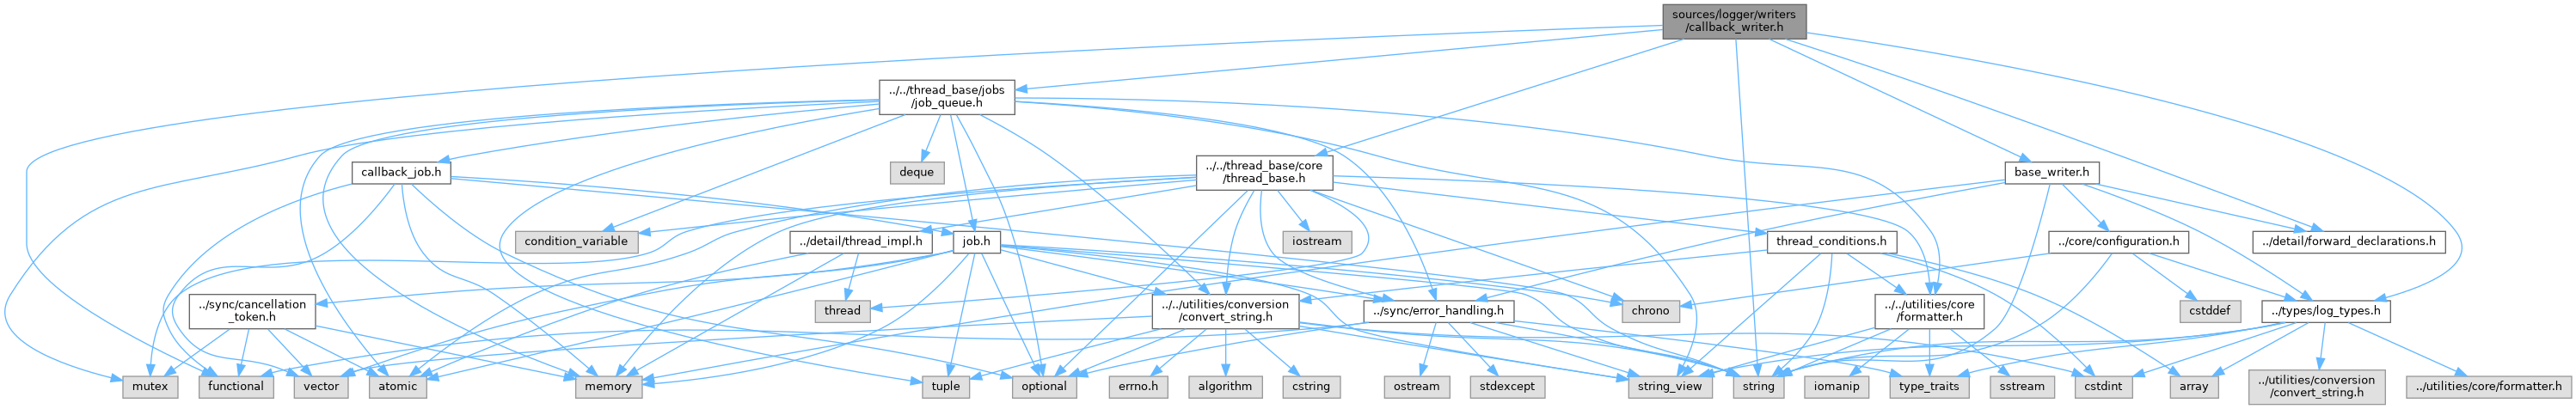 sources/logger/writers
/callback_writer.h
../../thread_base/jobs
/job_queue.h
callback_job.h
deque
../../thread_base/core
/thread_base.h
base_writer.h
condition_variable
../detail/thread_impl.h
job.h
iostream
thread_conditions.h
../core/configuration.h
../detail/forward_declarations.h
../sync/cancellation
_token.h
thread
../../utilities/conversion
/convert_string.h
../sync/error_handling.h
chrono
../../utilities/core
/formatter.h
cstddef
../types/log_types.h
mutex
functional
vector
atomic
memory
tuple
optional
errno.h
algorithm
cstring
ostream
stdexcept
string_view
string
iomanip
type_traits
sstream
cstdint
array
../utilities/conversion
/convert_string.h
../utilities/core/formatter.h